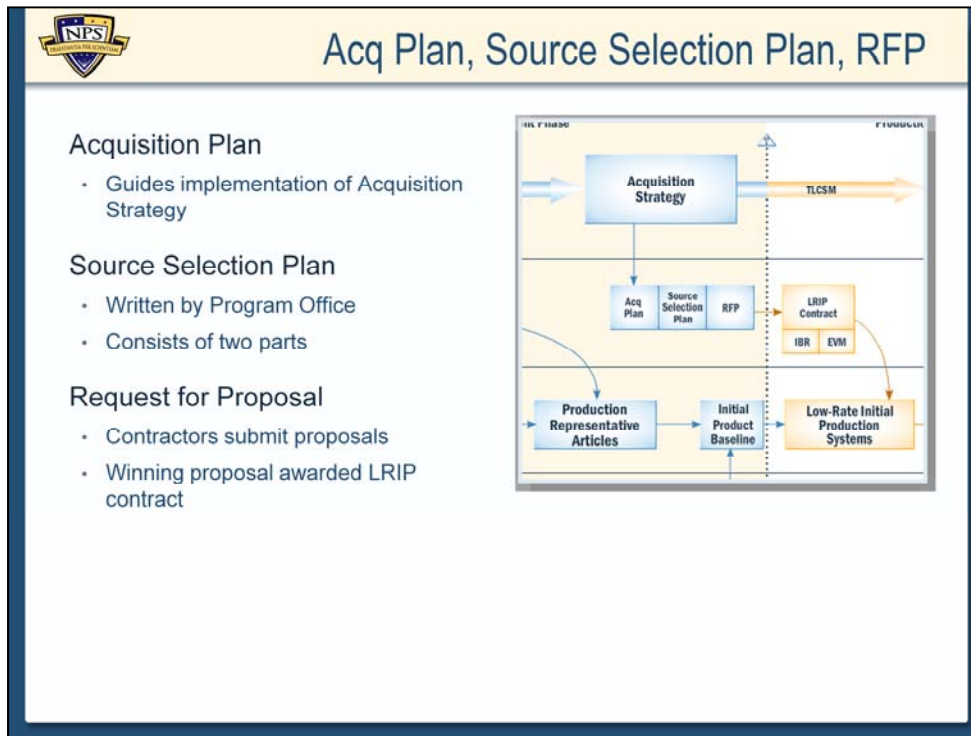 NPS
PRAESTANTIA PER SCIENTIAM
Acq Plan, Source Selection Plan, RFP
Acquisition Plan
· Guides implementation of Acquisition
Strategy
Source Selection Plan
· Written by Program Office
· Consists of two parts
Request for Proposal
· Contractors submit proposals
· Winning proposal awarded LRIP
contract
Acquisition
Strategy
TLCSM
Acq
Plan
Source
Selection
Plan
RFP
LRIP
Contract
IBR
EVM
Production
Representative
Articles
Initial
Product
Baseline
Low-Rate Initial
Production
Systems